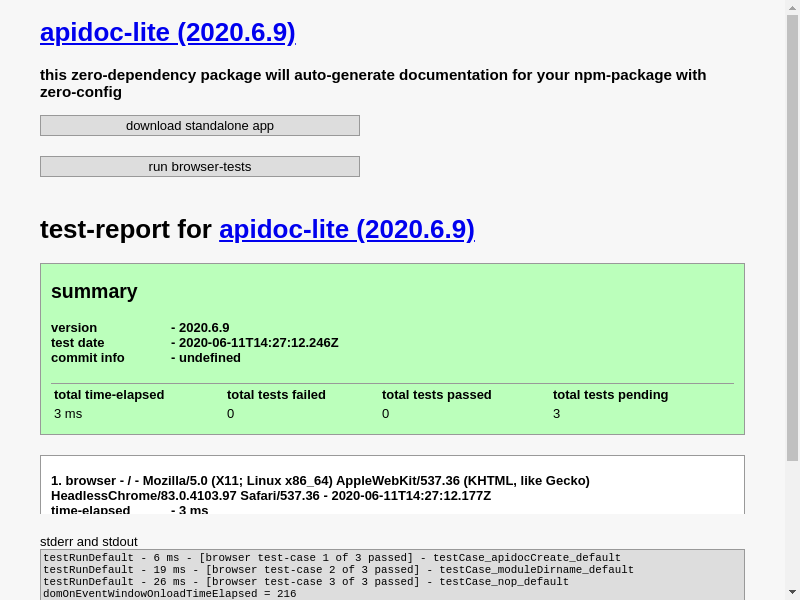 apidoc-lite (2020.6.9)
this zero-dependency package will auto-generate documentation for your npm-package with
zero-config
download standalone app
run browser-tests
test-report for apidoc-lite (2020.6.9)
summary
version - 2020.6.9
test date - 2020-06-11T14:27:12.246Z
commit info - undefined
total time-elapsed total tests failed total tests passed total tests pending
3 ms 0 0 3
1. browser - / - Mozilla/5.0 (X11; Linux x86_64) AppleWebKit/537.36 (KHTML, like Gecko)
HeadlessChrome/83.0.4103.97 Safari/537.36 - 2020-06-11T14:27:12.177Z
time-elapsed - 3 ms
stderr and stdout
testRunDefault - 6 ms - [browser test-case 1 of 3 passed] - testCase_apidocCreate_default
testRunDefault - 19 ms - [browser test-case 2 of 3 passed] - testCase_moduleDirname_default
testRunDefault - 26 ms - [browser test-case 3 of 3 passed] - testCase_nop_default
domOnEventWindowOnloadTimeElapsed = 216